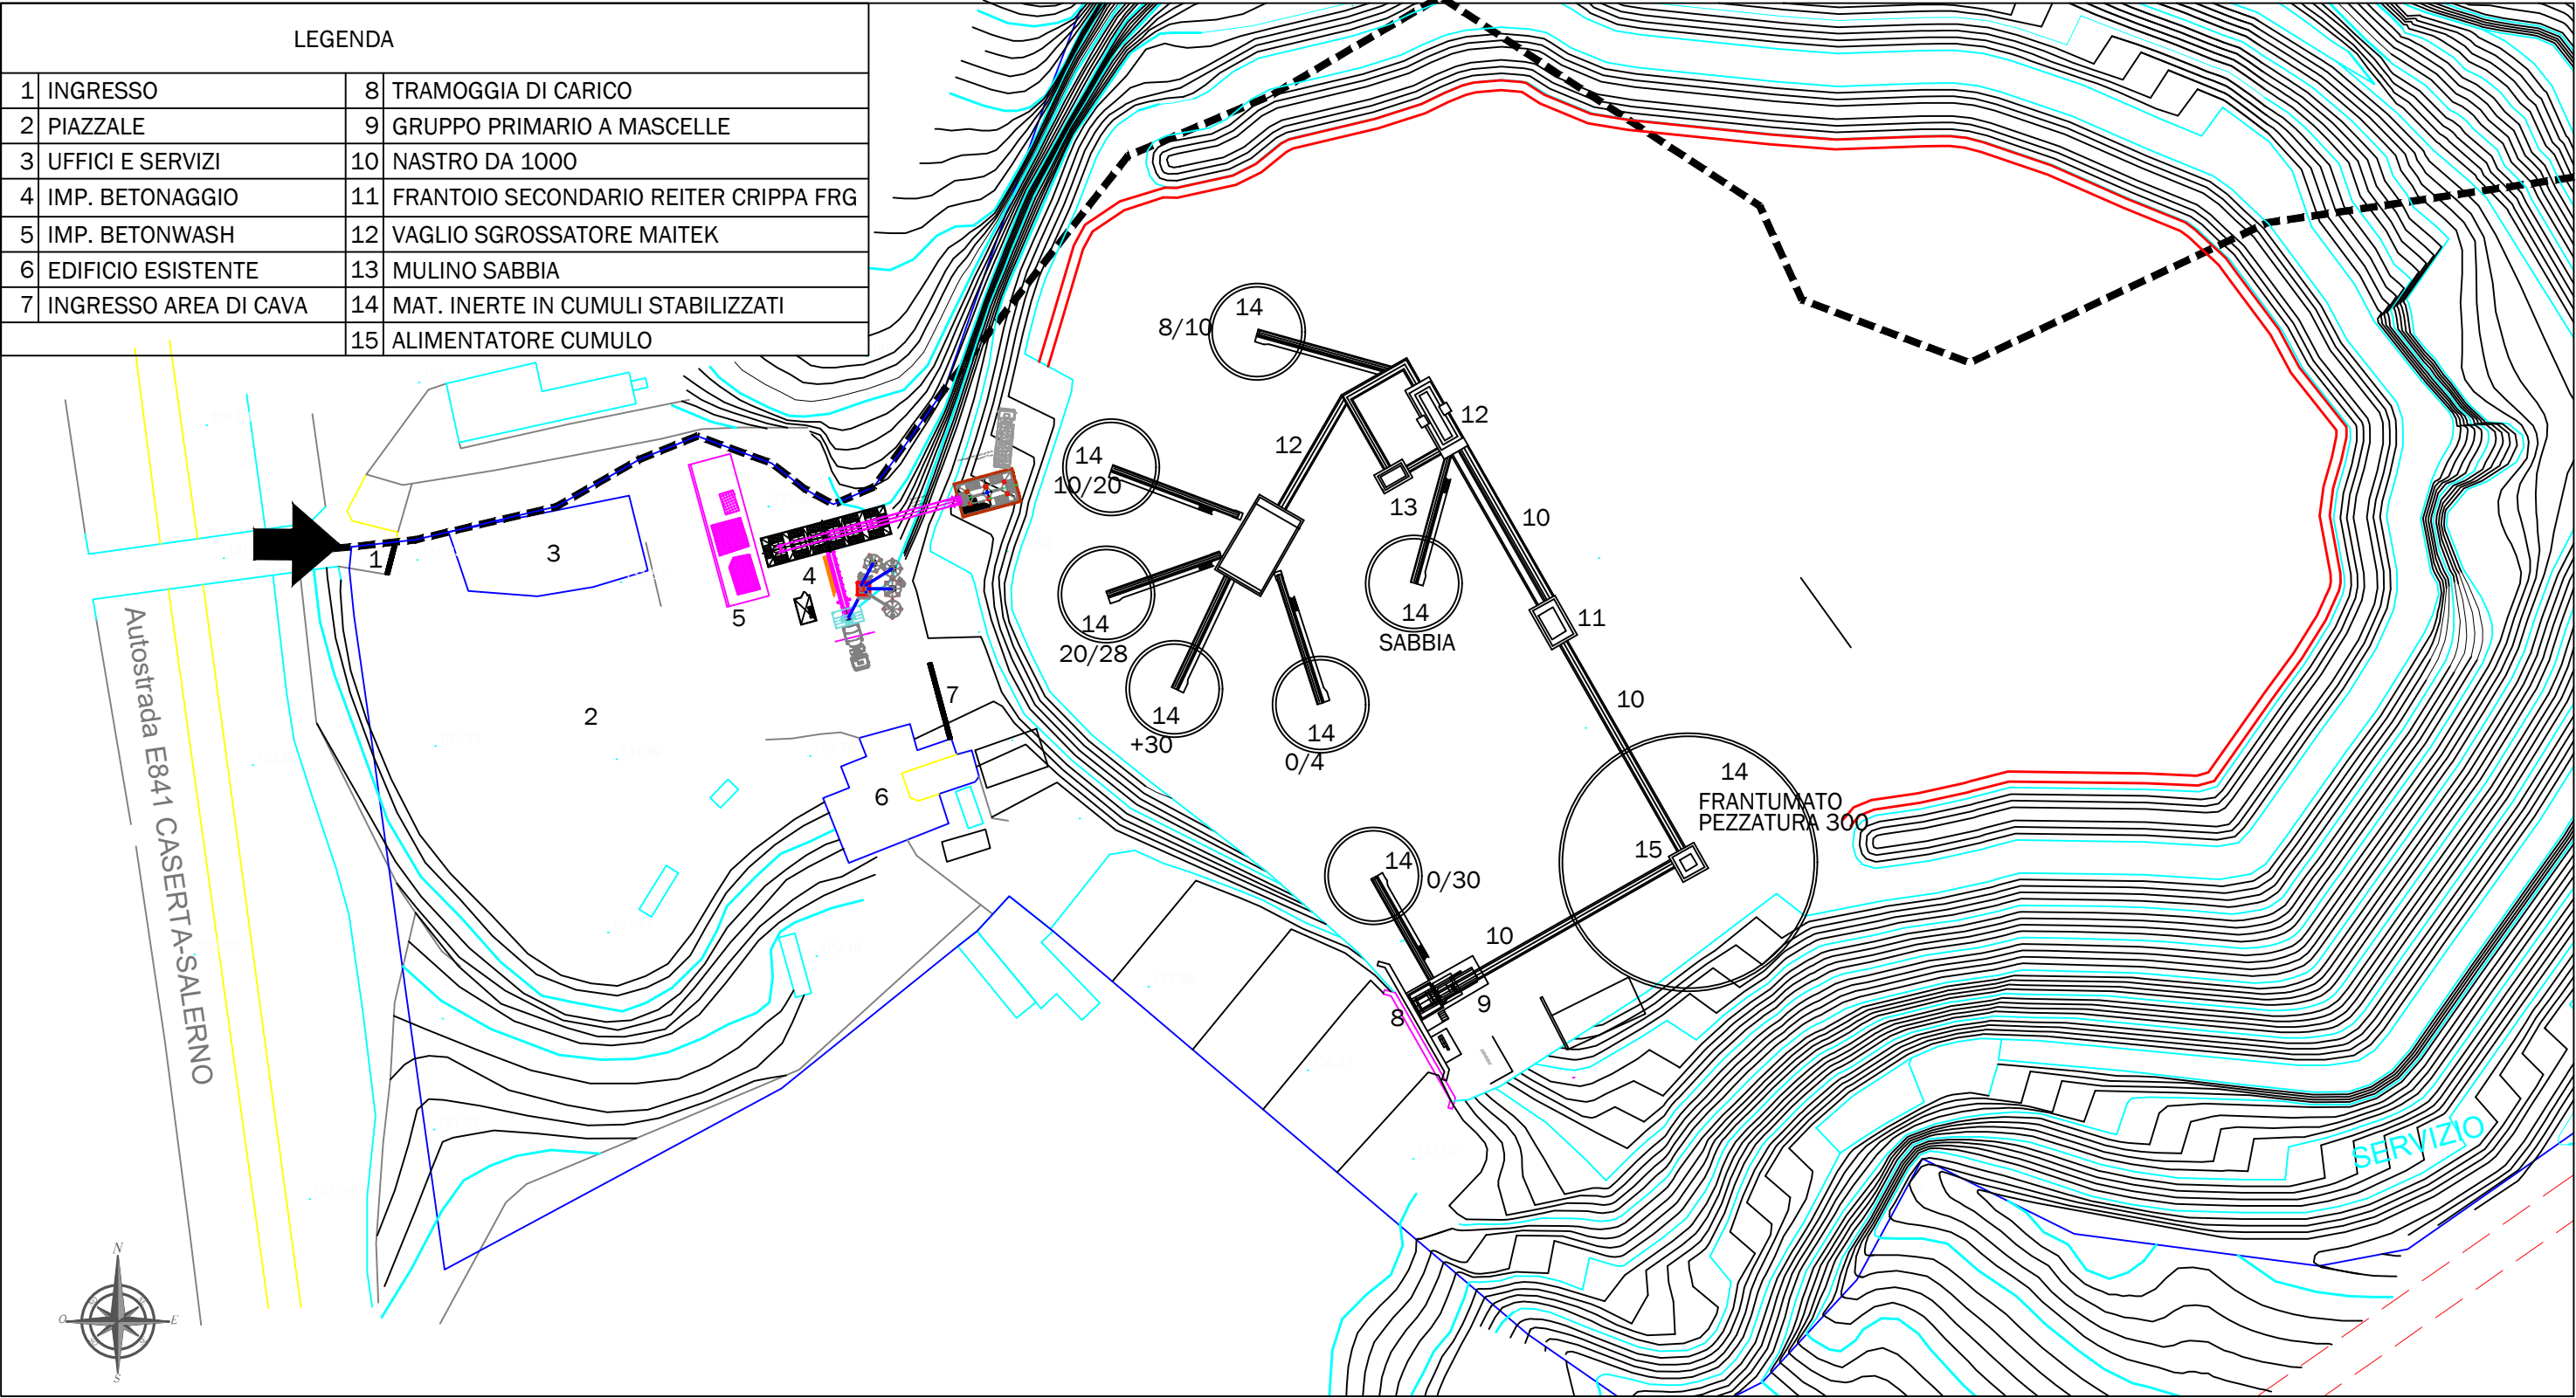 LEGENDA
1 INGRESSO 8 TRAMOGGIA DI CARICO
2 PIAZZALE 9 GRUPPO PRIMARIO A MASCELLE
3 UFFICI E SERVIZI 10 NASTRO DA 1000
4 IMP. BETONAGGIO 11 FRANTOIO SECONDARIO REITER CRIPPA FRG
5 IMP. BETONWASH 12 VAGLIO SGROSSATORE MAITEK
6 EDIFICIO ESISTENTE 13 MULINO SABBIA
7 INGRESSO AREA DI CAVA 14 MAT. INERTE IN CUMULI STABILIZZATI
15 ALIMENTATORE CUMULO
14
8/10
12
12
14
10/20
13
10
1
3
4
5
14
SABBIA
11
14
20/28
7
10
2
14
+30
14
0/4
14
FRANTUMATO
PEZZATURA 300
6
15
14
0/30
10
8
9
Autostrada E841 CASERTA-SALERNO
SERVIZIO
N
O
E
S